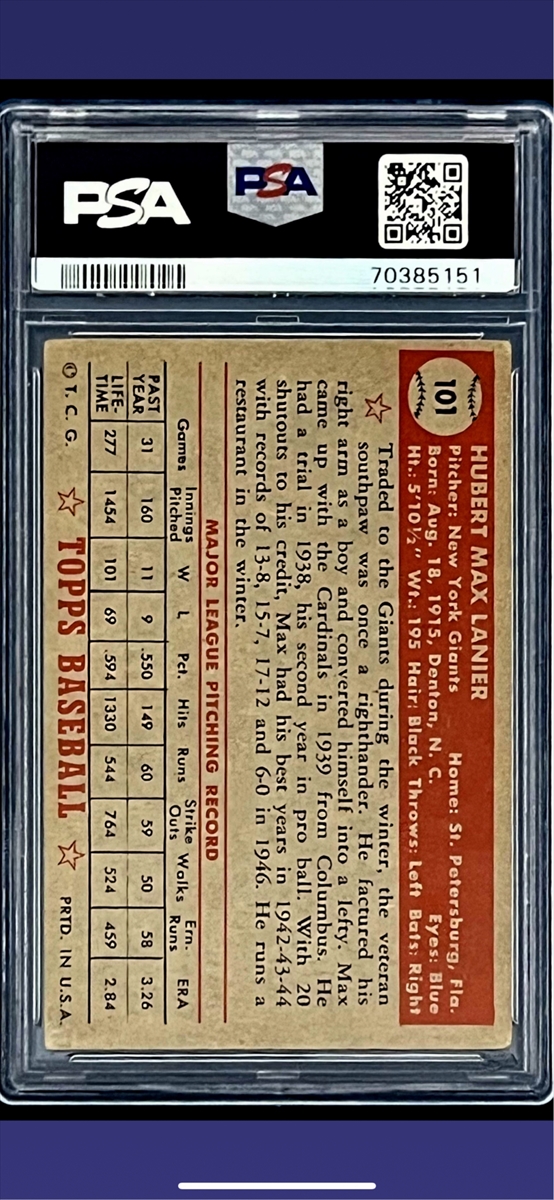 PSA
PSA
70385151
101
HUBERT MAX LANIER
Pitcher: New York Giants Home: St. Petersburg, Fla.
Born: Aug. 18, 1915, Denton, N. C. Eyes: Blue
Ht.: 5'10½" Wt.: 195 Hair: Black Throws: Left Bats: Right
Traded to the Giants during the winter, the veteran
southpaw was once a righthander. He factured his
right arm as a boy and converted himself into a lefty. Max
came up with the Cardinals in 1939 from Columbus. He
had a trial in 1938, his second year in pro ball. With 20
shutouts to his credit, Max had his best years in 1942-43-44
with records of 13-8, 15-7, 17-12 and 6-0 in 1946. He runs a
restaurant in the winter.
MAJOR LEAGUE PITCHING RECORD
Games Innings Pitched W L Pct. Hits Runs Strike Outs Walks Ern. Runs ERA
PAST YEAR 31 160 11 9 .550 149 60 59 50 58 3.26
LIFE-TIME 277 1454 101 69 .594 1330 544 764 524 459 2.84
© T. C. G. TOPPS BASEBALL PRTD. IN U.S.A.